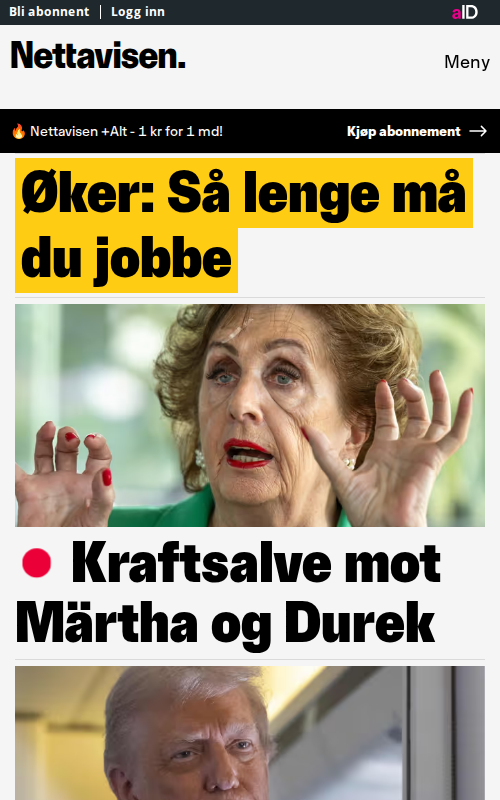 Bli abonnent | Logg inn
aID
Nettavisen.
Meny
🔥 Nettavisen +Alt - 1 kr for 1 md!
Kjøp abonnement →
Øker: Så lenge må
du jobbe
Kraftsalve mot
Märtha og Durek